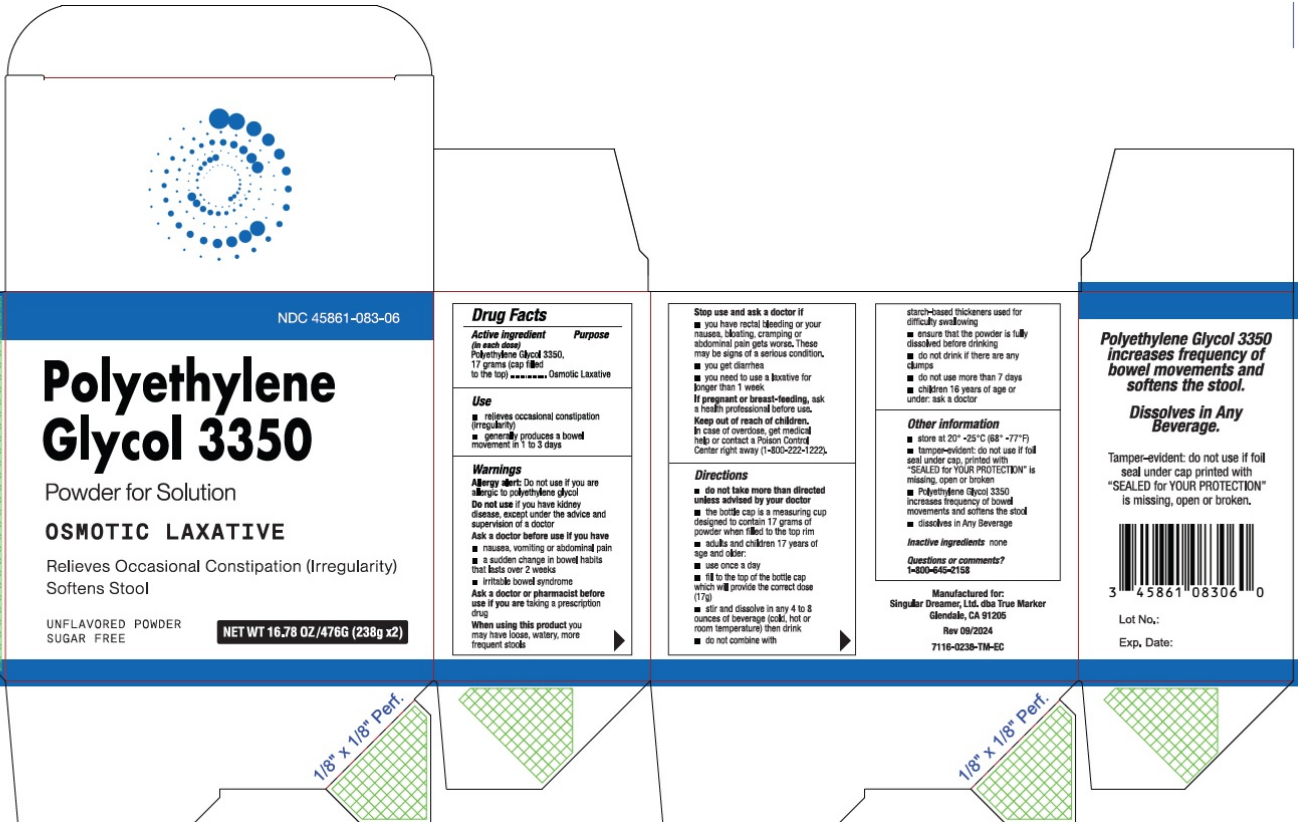 NDC 45861-083-06
Polyethylene
Glycol 3350
Powder for Solution
OSMOTIC LAXATIVE
Relieves Occasional Constipation (Irregularity)
Softens Stool
UNFLAVORED POWDER
SUGAR FREE
NET WT 16.78 OZ/476G (238g x2)
Drug Facts
Active ingredient Purpose
(in each dose)
Polyethylene Glycol 3350,
17 grams (cap filled
to the top) ............ Osmotic Laxative
Use
■ relieves occasional constipation
(irregularity)
■ generally produces a bowel
movement in 1 to 3 days
Warnings
Allergy alert: Do not use if you are
allergic to polyethylene glycol
Do not use if you have kidney
disease, except under the advice and
supervision of a doctor
Ask a doctor before use if you have
■ nausea, vomiting or abdominal pain
■ a sudden change in bowel habits
that lasts over 2 weeks
■ irritable bowel syndrome
Ask a doctor or pharmacist before
use if you are taking a prescription
drug
When using this product you
may have loose, watery, more
frequent stools
Stop use and ask a doctor if
■ you have rectal bleeding or your
nausea, bloating, cramping or
abdominal pain gets worse. These
may be signs of a serious condition.
■ you get diarrhea
■ you need to use a laxative for
longer than 1 week
If pregnant or breast-feeding, ask
a health professional before use.
Keep out of reach of children.
In case of overdose, get medical
help or contact a Poison Control
Center right away (1-800-222-1222).
Directions
■ do not take more than directed
unless advised by your doctor
■ the bottle cap is a measuring cup
designed to contain 17 grams of
powder when filled to the top rim
■ adults and children 17 years of
age and older:
■ use once a day
■ fill to the top of the bottle cap
which will provide the correct dose
(17g)
■ stir and dissolve in any 4 to 8
ounces of beverage (cold, hot or
room temperature) then drink
■ do not combine with
starch-based thickeners used for
difficulty swallowing
■ ensure that the powder is fully
dissolved before drinking
■ do not drink if there are any
clumps
■ do not use more than 7 days
■ children 16 years of age or
under: ask a doctor
Other information
■ store at 20° -25°C (68° -77°F)
■ tamper-evident: do not use if foil
seal under cap, printed with
"SEALED for YOUR PROTECTION" is
missing, open or broken
■ Polyethylene Glycol 3350
increases frequency of bowel
movements and softens the stool
■ dissolves in Any Beverage
Inactive ingredients none
Questions or comments?
1-800-645-2158
Manufactured for:
Singular Dreamer, Ltd. dba True Marker
Glendale, CA 91205
Rev 09/2024
7116-0238-TM-EC
Polyethylene Glycol 3350
increases frequency of
bowel movements and
softens the stool.
Dissolves in Any
Beverage.
Tamper-evident: do not use if foil
seal under cap printed with
"SEALED for YOUR PROTECTION"
is missing, open or broken.
3 45861 08306 0
Lot No.:
Exp. Date:
1/8" x 1/8" Perf.
1/8" x 1/8" Perf.